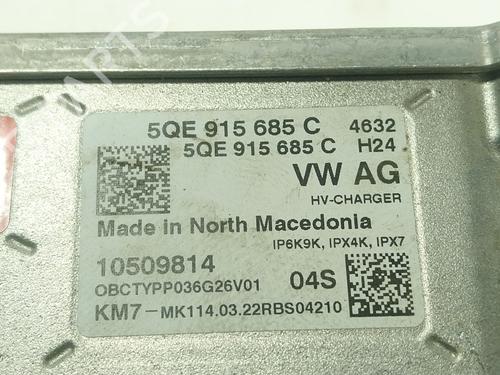 PARTS
5QE 915 685 C 4632
5QE 915 685 C H24
VW AG
HV-CHARGER
Made in North Macedonia
IP6K9K, IPX4K, IPX7
10509814 04S
OBCTYPP036G26V01
KM7-MK114.03.22RBS04210